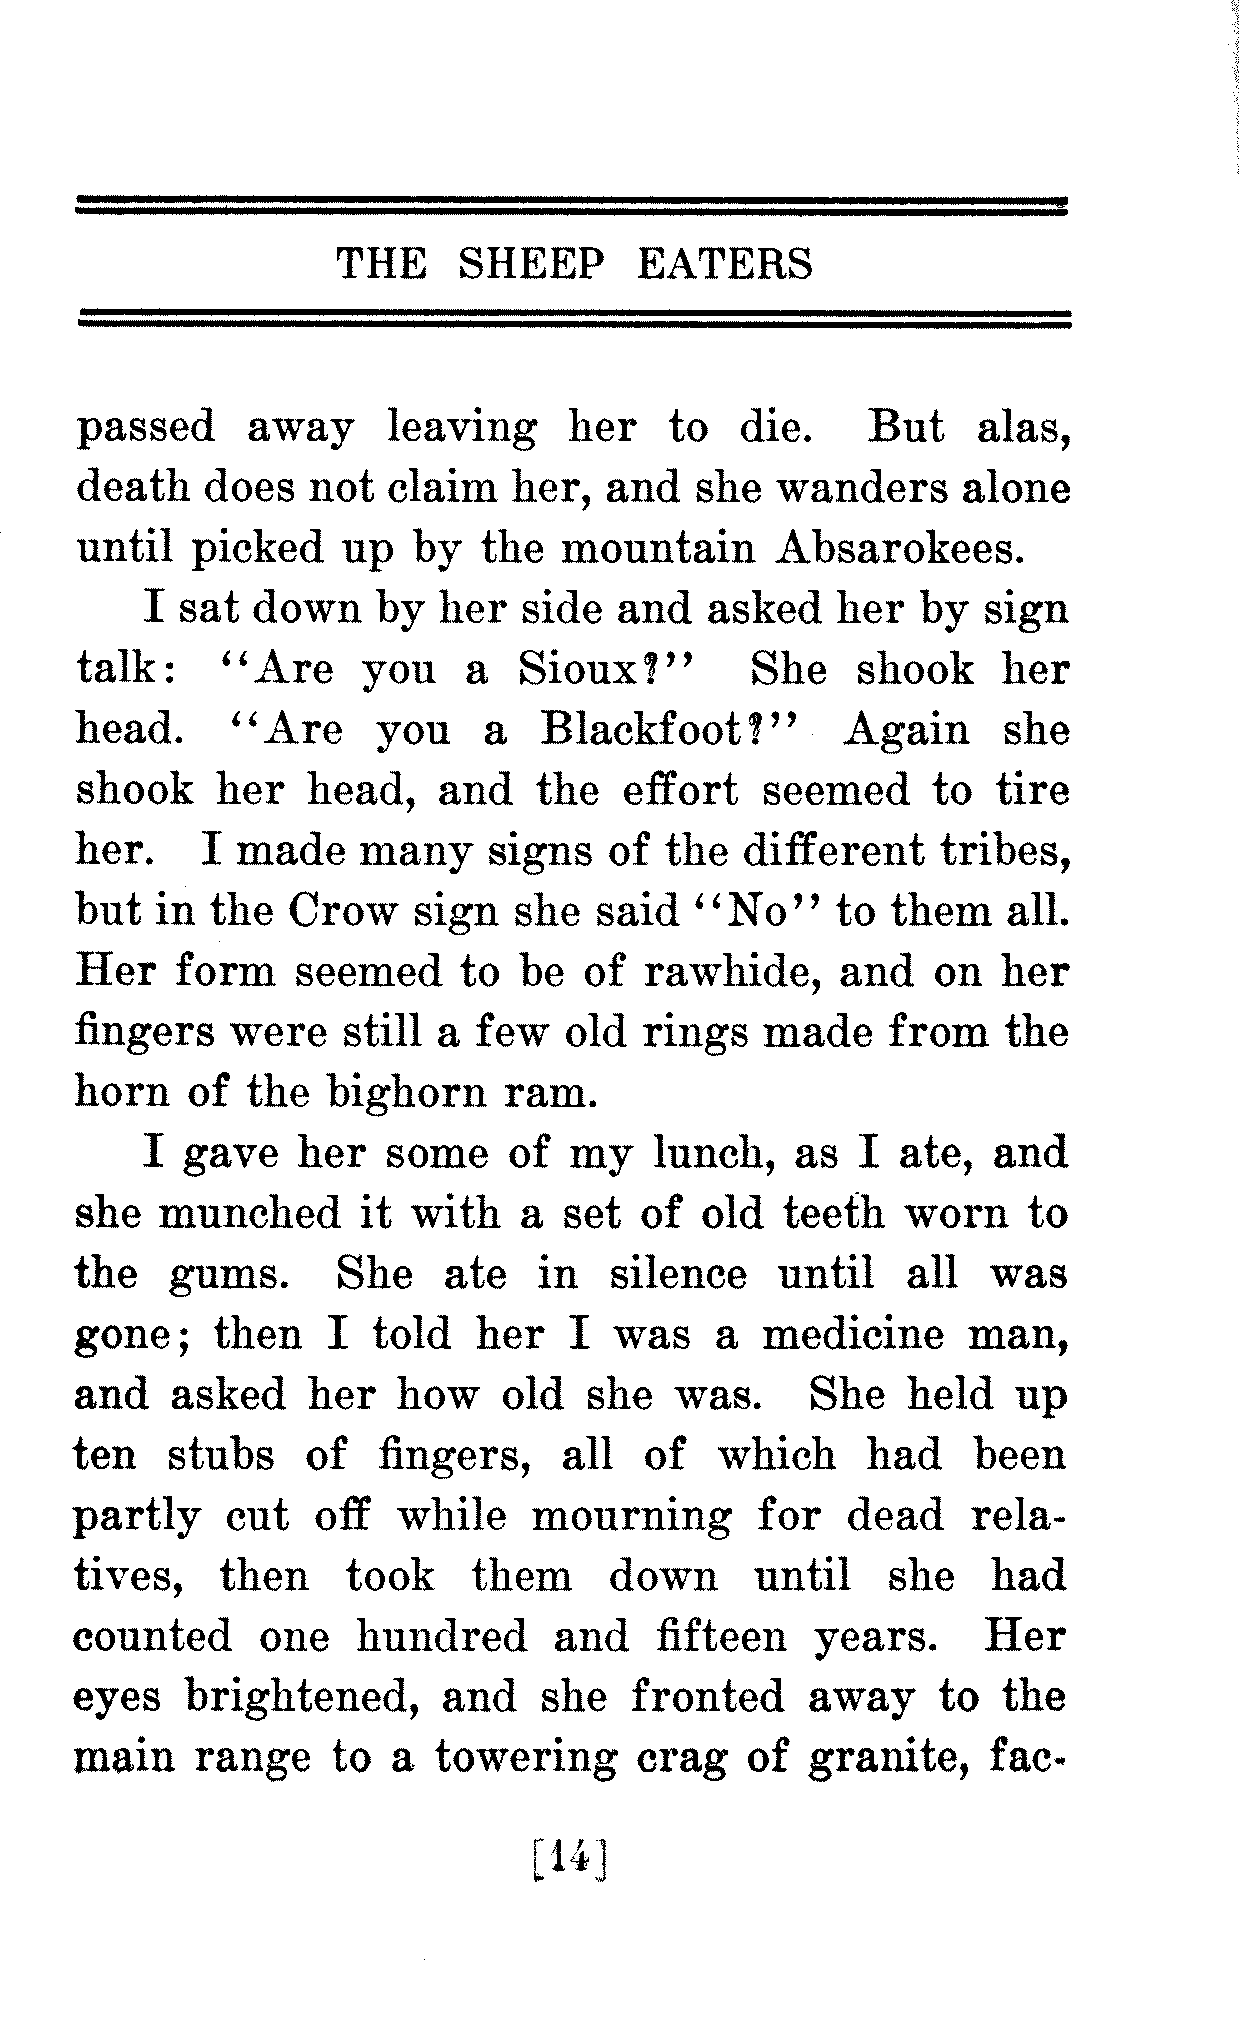 THE SHEEP EATERS
passed away leaving her to die. But alas,
death does not claim her, and she wanders alone
until picked up by the mountain Absarokees.
I sat down by her side and asked her by sign
talk: "Are you a Sioux?" She shook her
head. "Are you a Blackfoot?" Again she
shook her head, and the effort seemed to tire
her. I made many signs of the different tribes,
but in the Crow sign she said "No" to them all.
Her form seemed to be of rawhide, and on her
fingers were still a few old rings made from the
horn of the bighorn ram.
I gave her some of my lunch, as I ate, and
she munched it with a set of old teeth worn to
the gums. She ate in silence until all was
gone; then I told her I was a medicine man,
and asked her how old she was. She held up
ten stubs of fingers, all of which had been
partly cut off while mourning for dead rela-
tives, then took them down until she had
counted one hundred and fifteen years. Her
eyes brightened, and she fronted away to the
main range to a towering crag of granite, fac-
[14]